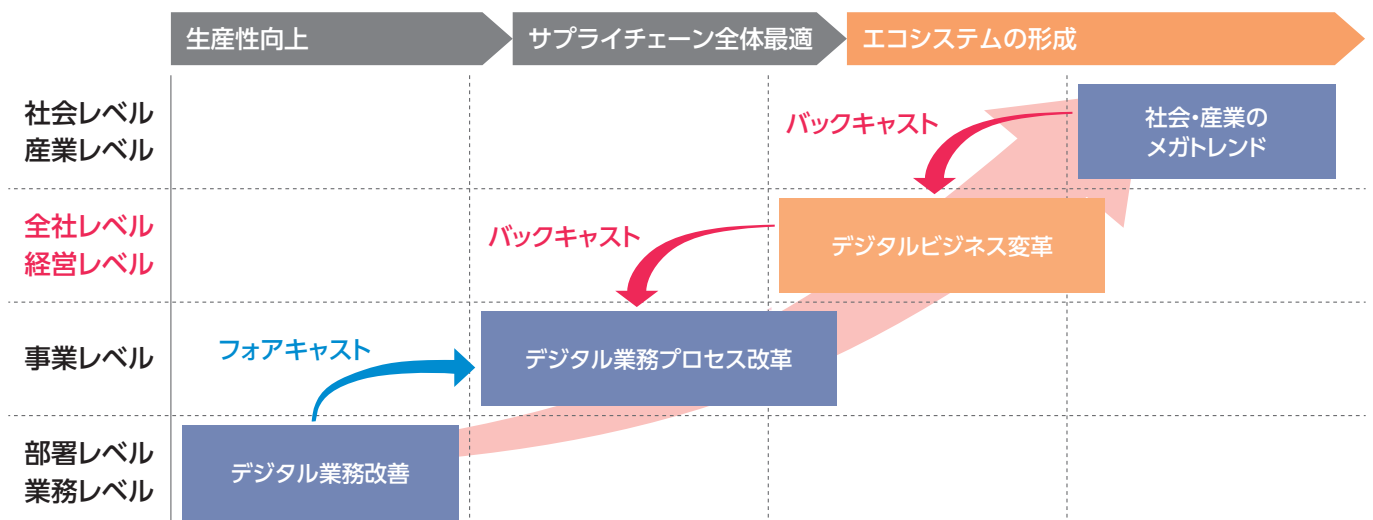 生産性向上
サプライチェーン全体最適
エコシステムの形成
社会レベル
産業レベル
バックキャスト
社会・産業の
メガトレンド
全社レベル
経営レベル
バックキャスト
デジタルビジネス変革
事業レベル
フォアキャスト
デジタル業務プロセス改革
部署レベル
業務レベル
デジタル業務改善